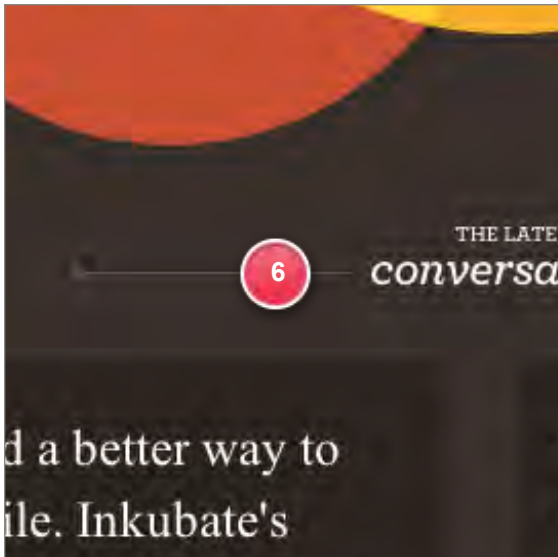 THE LATE
6
conversa
d a better way to
ile. Inkubate's